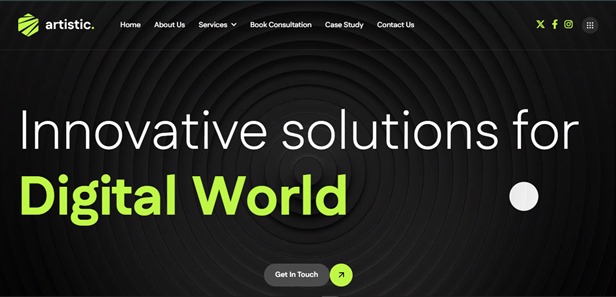 artistic. Home About Us Services Book Consultation Case Study Contact Us
Innovative solutions for
Digital World
Get In Touch